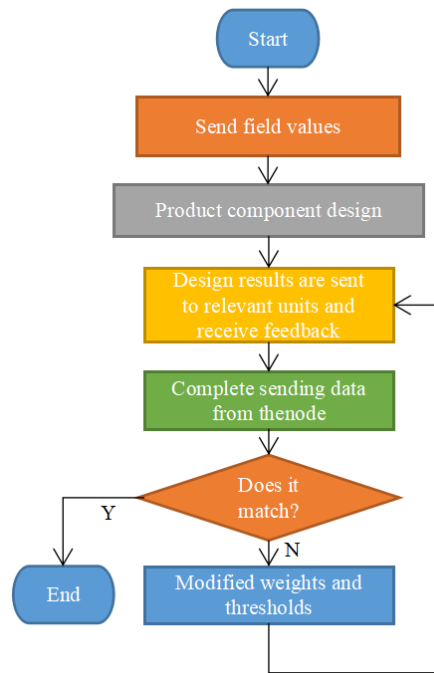 Start
Send field values
Product component design
Design results are sent
to relevant units and
receive feedback
Complete sending data
from thenode
Does it
match?
Y
N
End
Modified weights and
thresholds